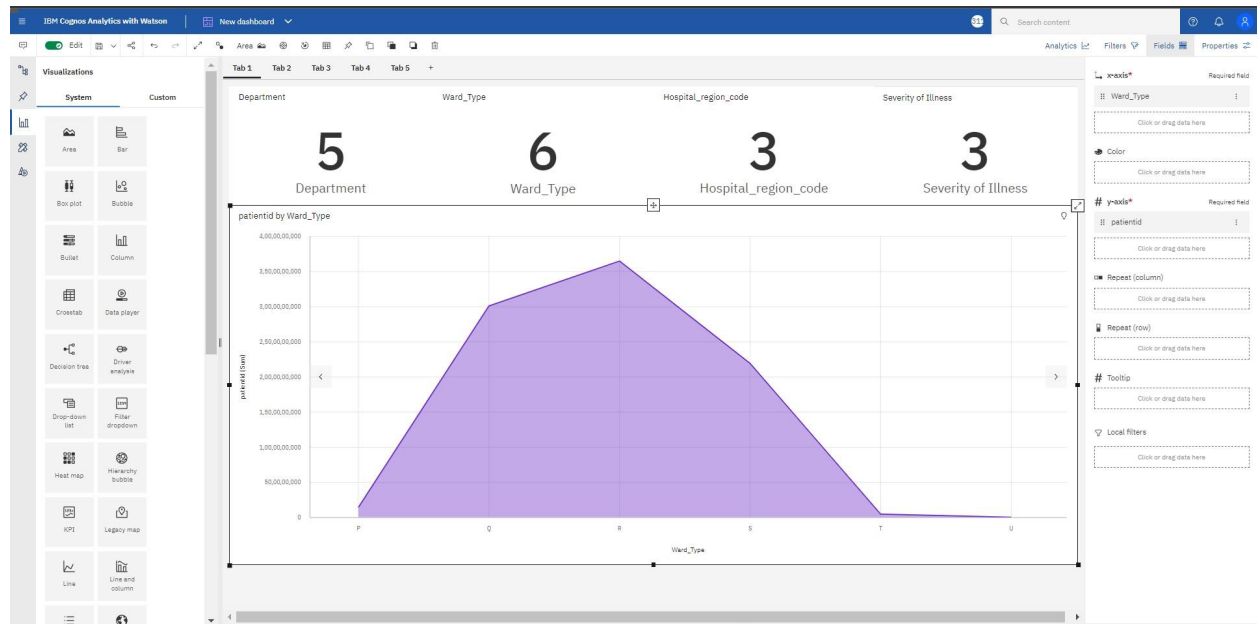 IBM Cognos Analytics with Watson
New dashboard
Search content
Edit
Area
Analytics
Filters
Fields
Properties
Visualizations
System
Custom
Area
Bar
Box plot
Bubble
Bullet
Column
Crosstab
Data player
Decision tree
Driver
analysis
Drop-down
list
Filter
dropdown
Heat map
Hierarchy
bubble
KPI
Legacy map
Line
Line and
column
Tab 1 Tab 2 Tab 3 Tab 4 Tab 5 +
Department
Ward_Type
Hospital_region_code
Severity of Illness
5
Department
6
Ward_Type
3
Hospital_region_code
3
Severity of Illness
patientid by Ward_Type
patientid (Sum)
4,00,00,00,000
3,50,00,00,000
3,00,00,00,000
2,50,00,00,000
2,00,00,00,000
1,50,00,00,000
1,00,00,00,000
50,00,00,000
0
P Q R S T U
Ward_Type
x-axis* Required field
Ward_Type
Click or drag data here
Color
Click or drag data here
y-axis* Required field
patientid
Click or drag data here
Repeat (column)
Click or drag data here
Repeat (row)
Click or drag data here
Tooltip
Click or drag data here
Local filters
Click or drag data here